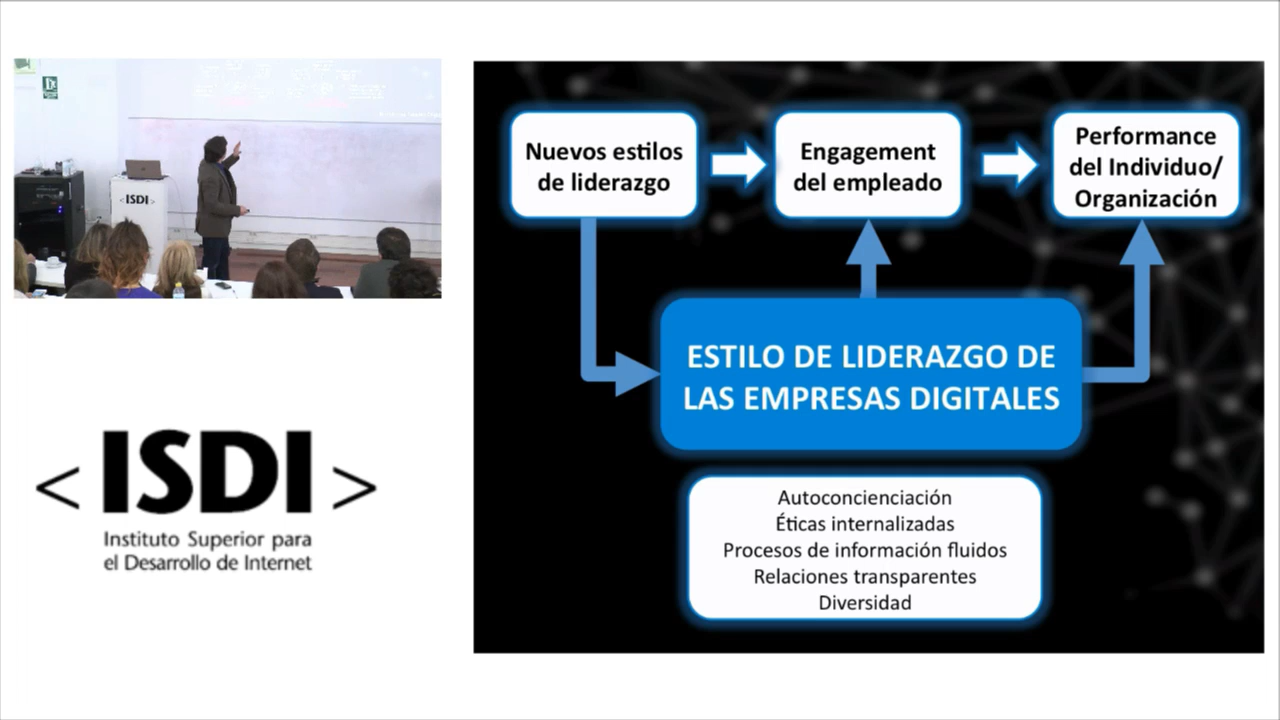 <ISDI>
< ISDI >
Instituto Superior para
el Desarrollo de Internet
Nuevos estilos
de liderazgo
Engagement
del empleado
Performance
del Individuo/
Organización
ESTILO DE LIDERAZGO DE
LAS EMPRESAS DIGITALES
Autoconcienciación
Éticas internalizadas
Procesos de información fluidos
Relaciones transparentes
Diversidad